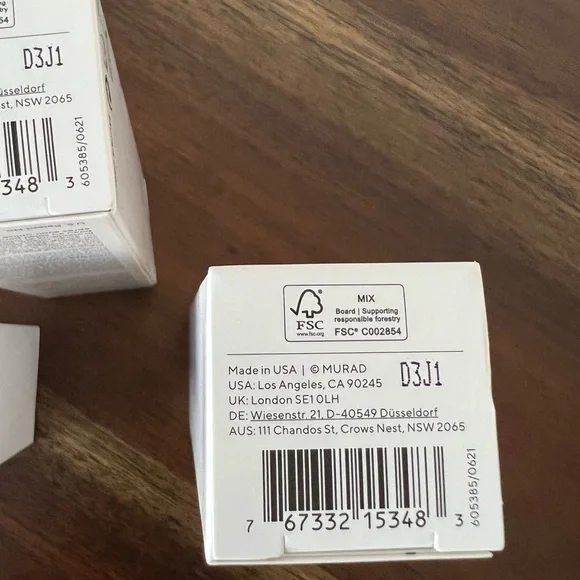 54
D3J1
üsseldorf
st, NSW 2065
348 3
605385/0621
MIX
Board | Supporting
responsible forestry
FSC
www.fsc.org
FSC® C002854
Made in USA | © MURAD
D3J1
USA: Los Angeles, CA 90245
UK: London SE1 0LH
DE: Wiesenstr. 21, D-40549 Düsseldorf
AUS: 111 Chandos St, Crows Nest, NSW 2065
7 67332 15348 3
605385/0621